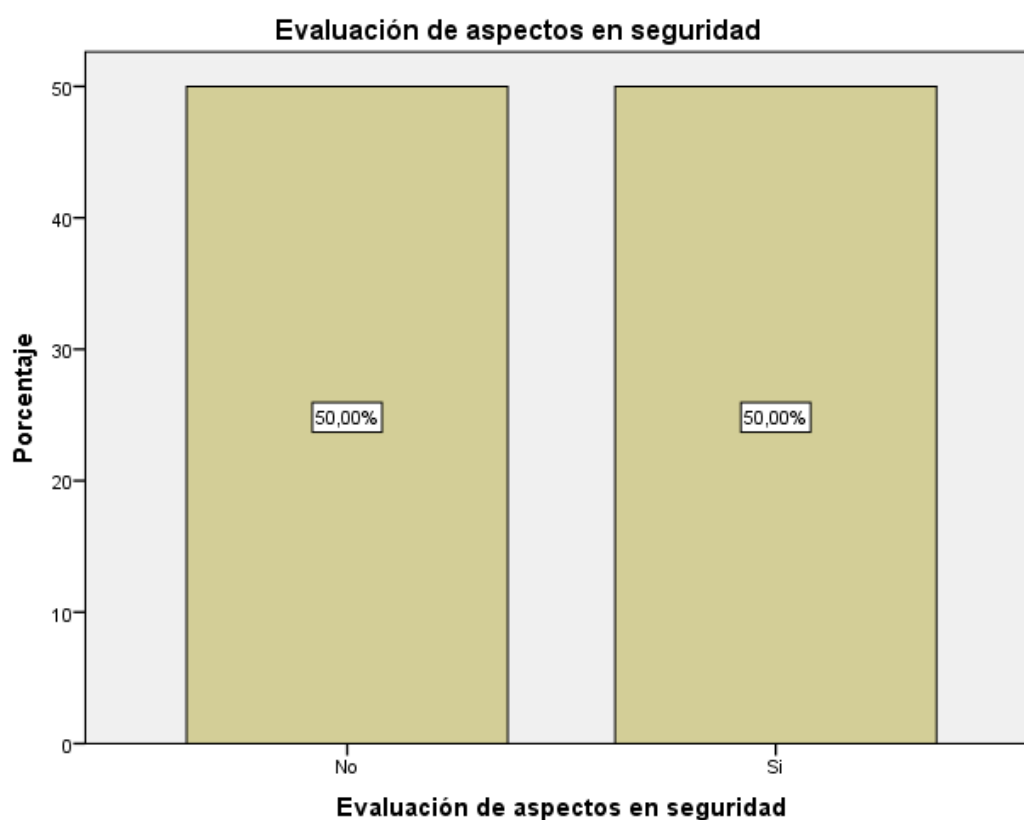 Evaluación de aspectos en seguridad
50
40
30
20
10
0
Porcentaje
50,00%
50,00%
No
Si
Evaluación de aspectos en seguridad